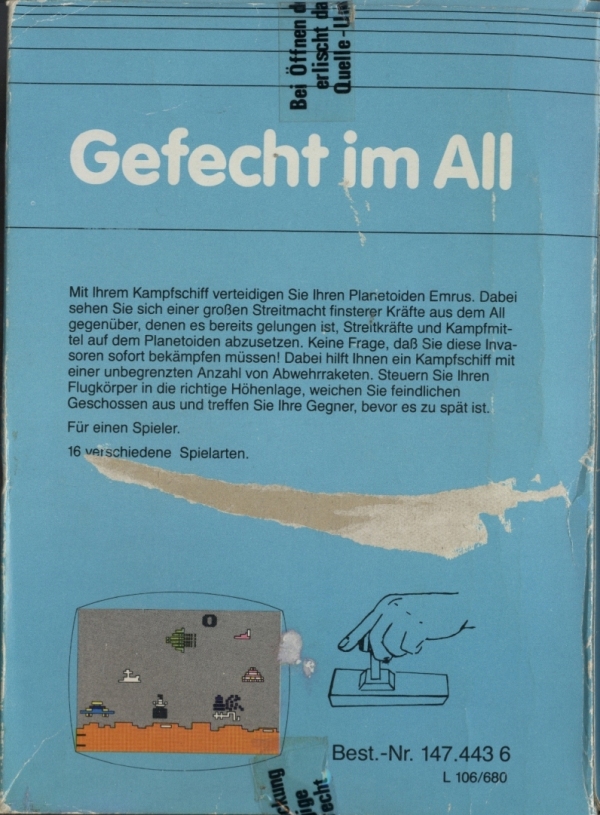 Bei Öffnen
erlischt
Quelle-
Gefecht im All
Mit Ihrem Kampfschiff verteidigen Sie Ihren Planetoiden Emrus. Dabei
sehen Sie sich einer großen Streitmacht finsterer Kräfte aus dem All
gegenüber, denen es bereits gelungen ist, Streitkräfte und Kampfmit-
tel auf dem Planetoiden abzusetzen. Keine Frage, daß Sie diese Inva-
soren sofort bekämpfen müssen! Dabei hilft Ihnen ein Kampfschiff mit
einer unbegrenzten Anzahl von Abwehrraketen. Steuern Sie Ihren
Flugkörper in die richtige Höhenlage, weichen Sie feindlichen
Geschossen aus und treffen Sie Ihre Gegner, bevor es zu spät ist.
Für einen Spieler.
16 verschiedene Spielarten.
0
Best.-Nr. 147.443 6
L 106/680